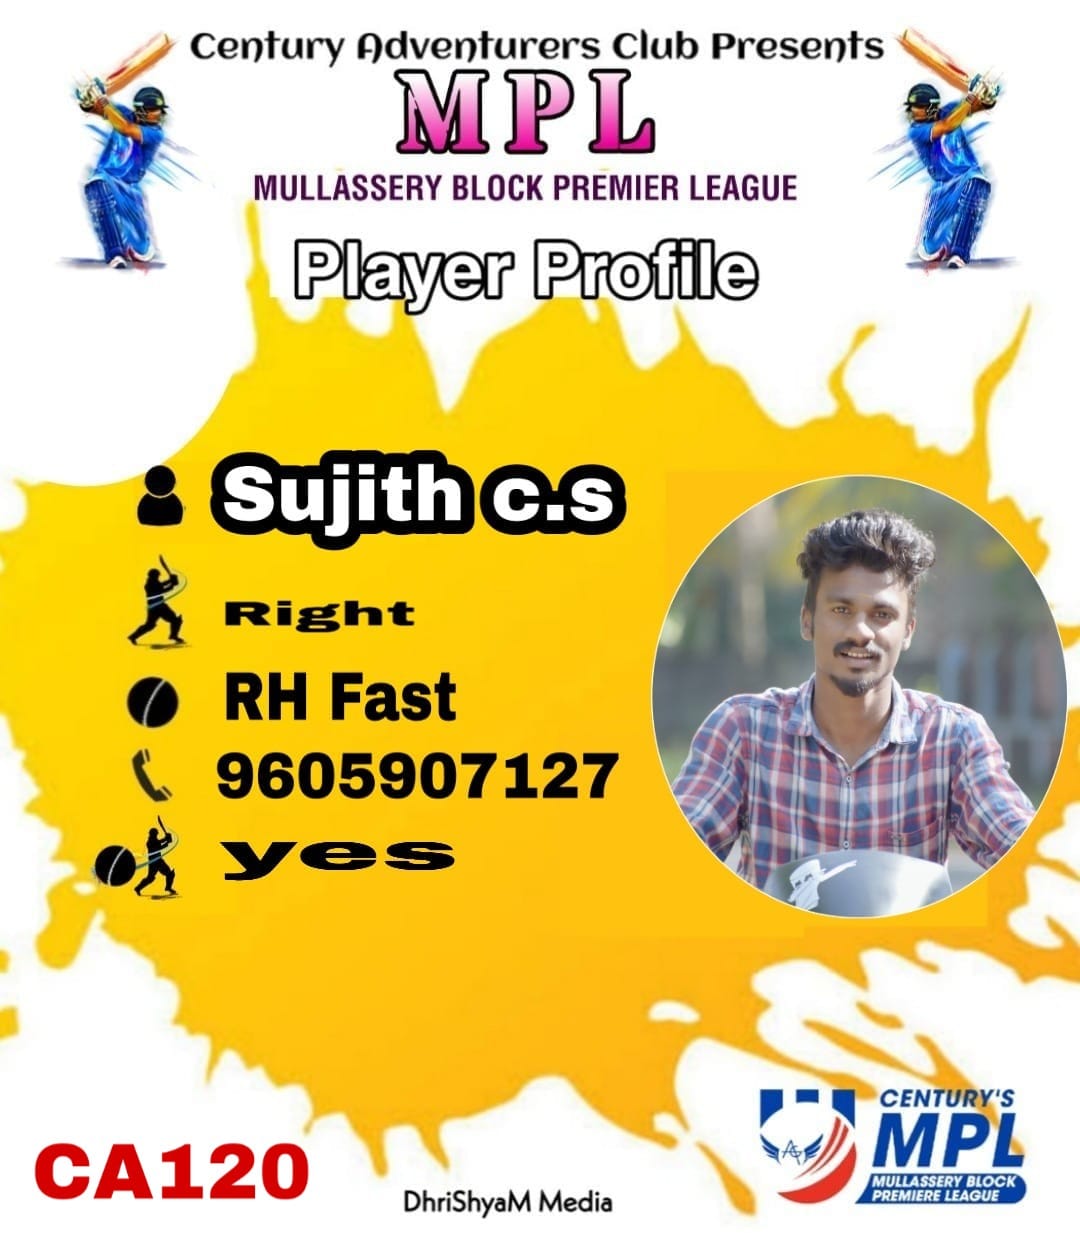 Century Adventurers Club Presents
MPL
MULLASSERY BLOCK PREMIER LEAGUE
Player Profile
Sujith c.s
Right
RH Fast
9605907127
yes
CA120
DhriShyaM Media
CENTURY'S
MPL
MULLASSERY BLOCK
PREMIERE LEAGUE